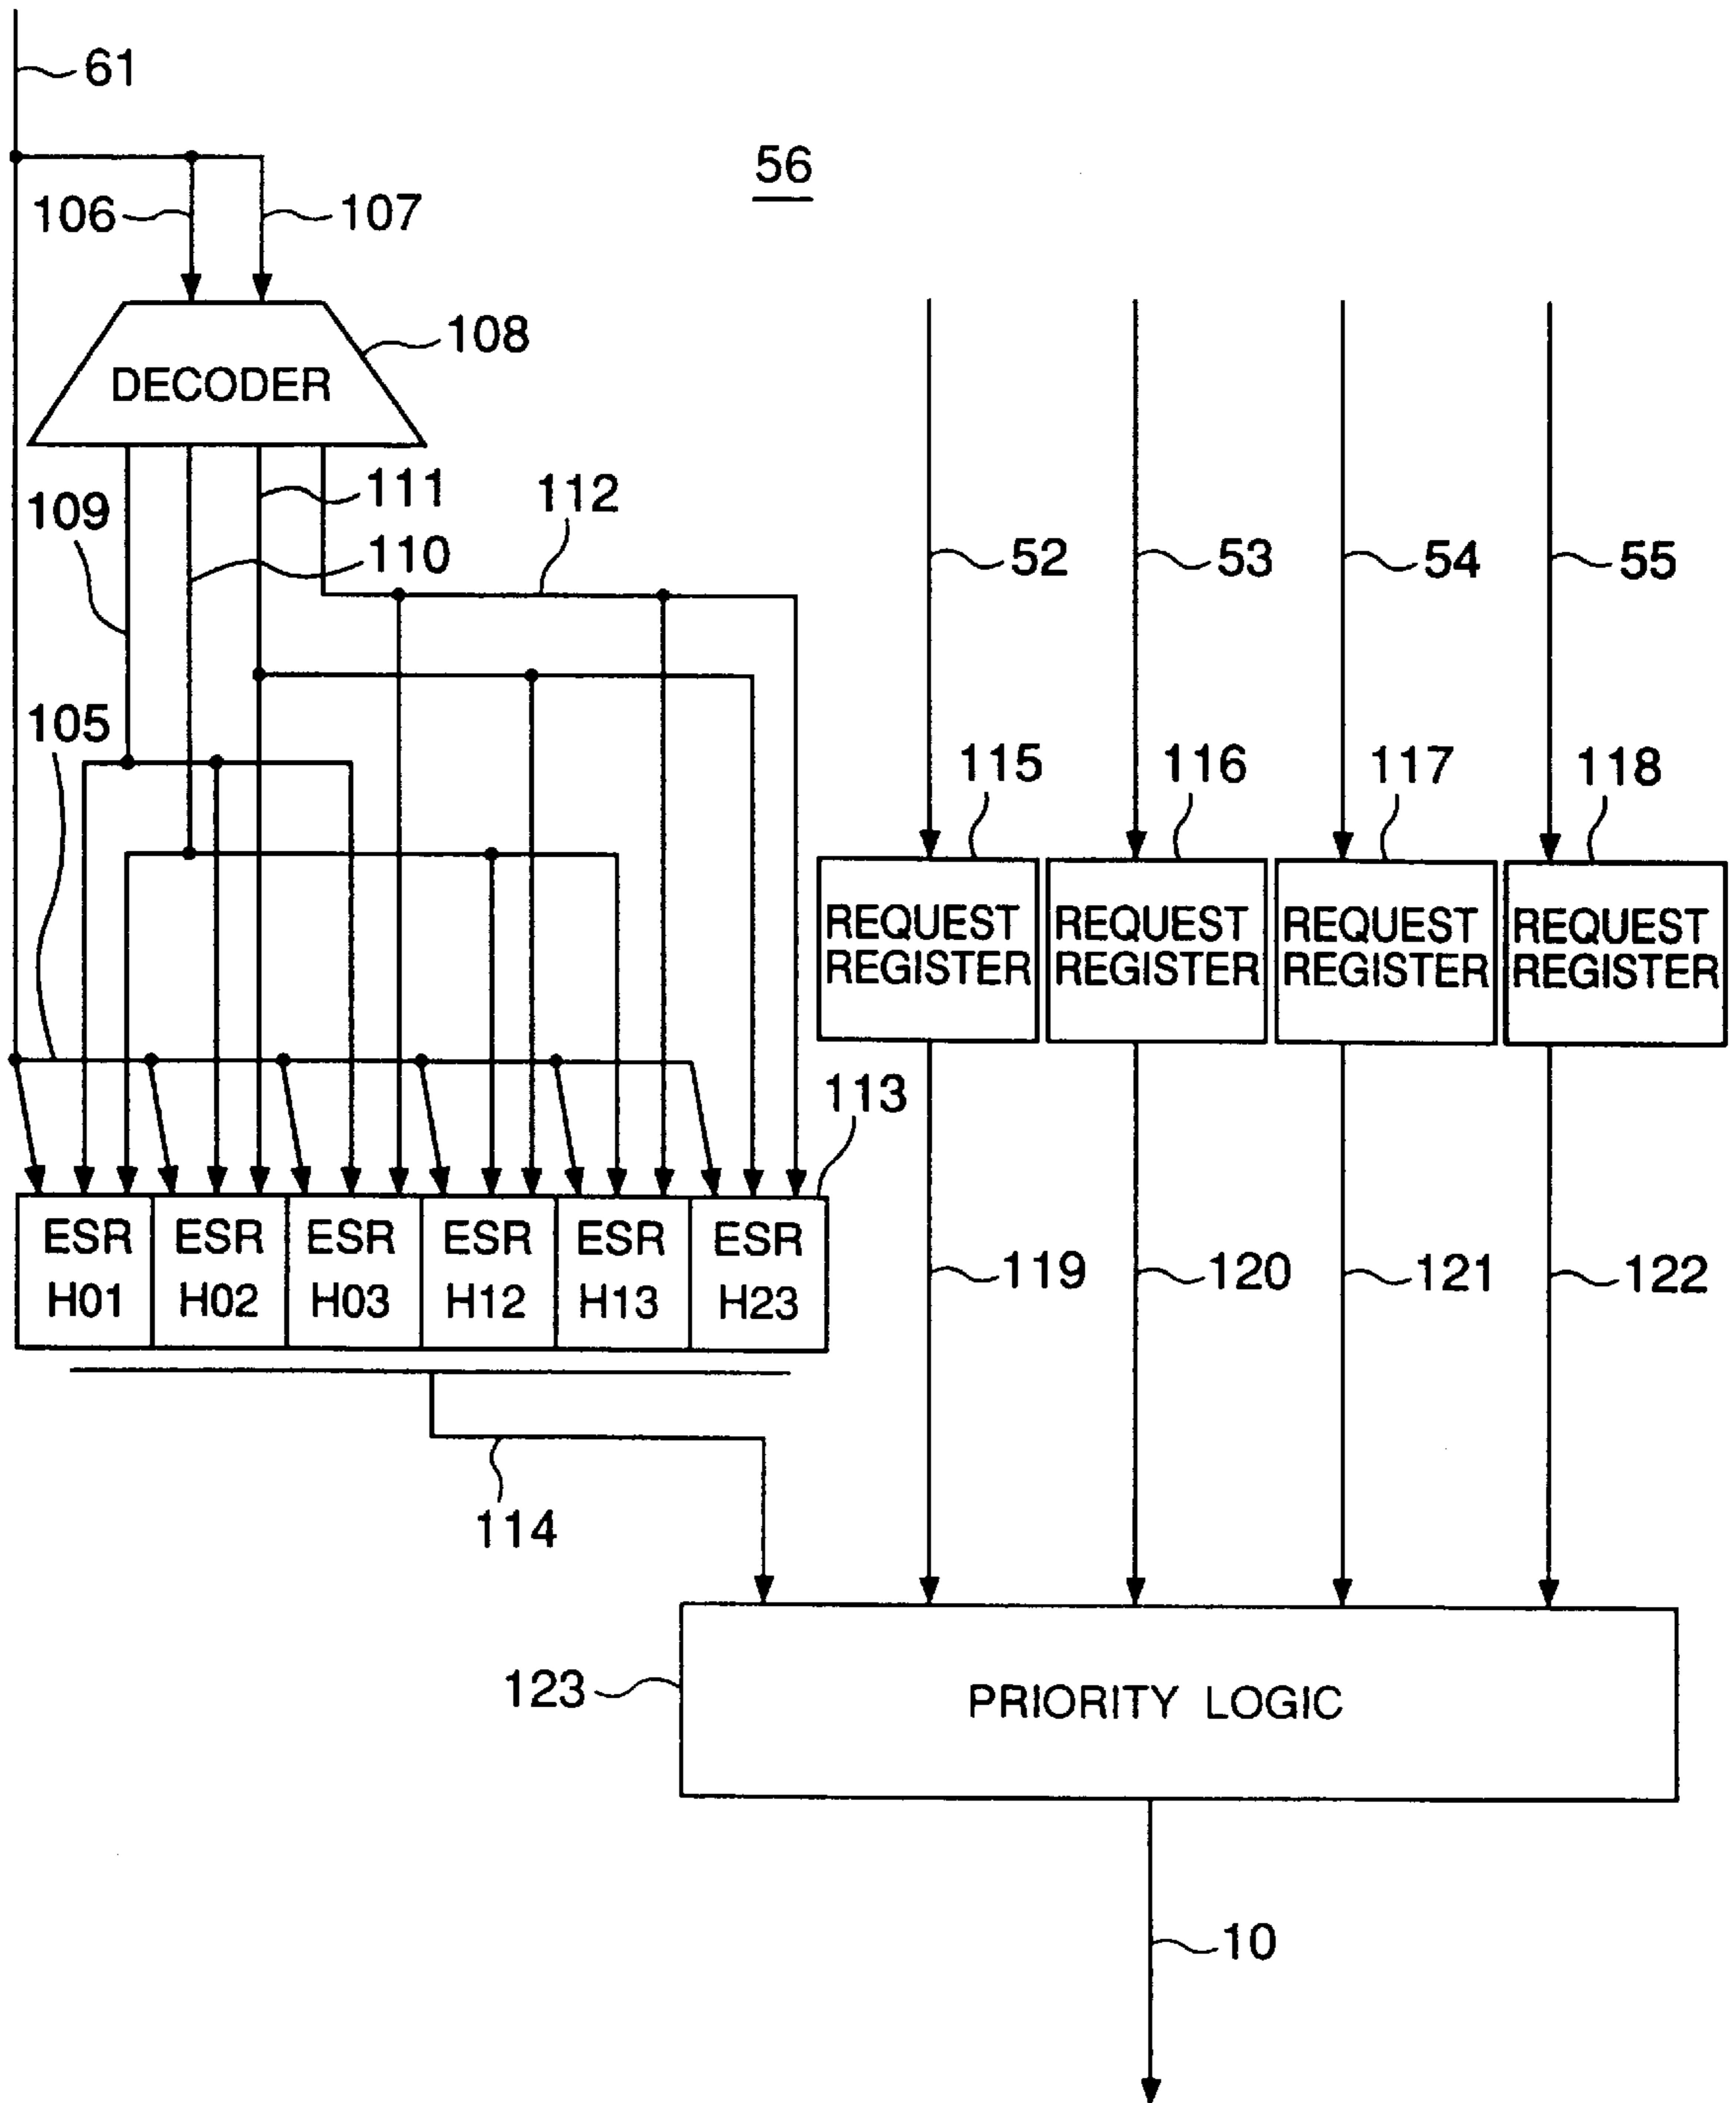 61
56
106
107
108
DECODER
111
112
109
110
52
53
54
55
105
115
116
117
118
REQUEST
REGISTER
REQUEST
REGISTER
REQUEST
REGISTER
REQUEST
REGISTER
113
ESR
H01
ESR
H02
ESR
H03
ESR
H12
ESR
H13
ESR
H23
119
120
121
122
114
123
PRIORITY LOGIC
10